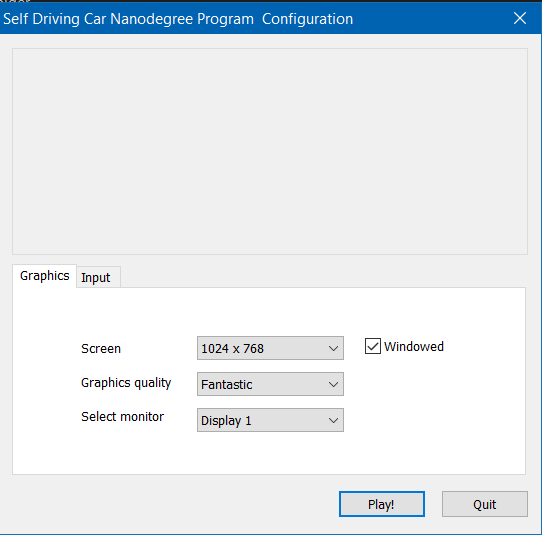 Self Driving Car Nanodegree Program  Configuration
Graphics
Input
Screen
1024 x 768
Windowed
Graphics quality
Fantastic
Select monitor
Display 1
Play!
Quit